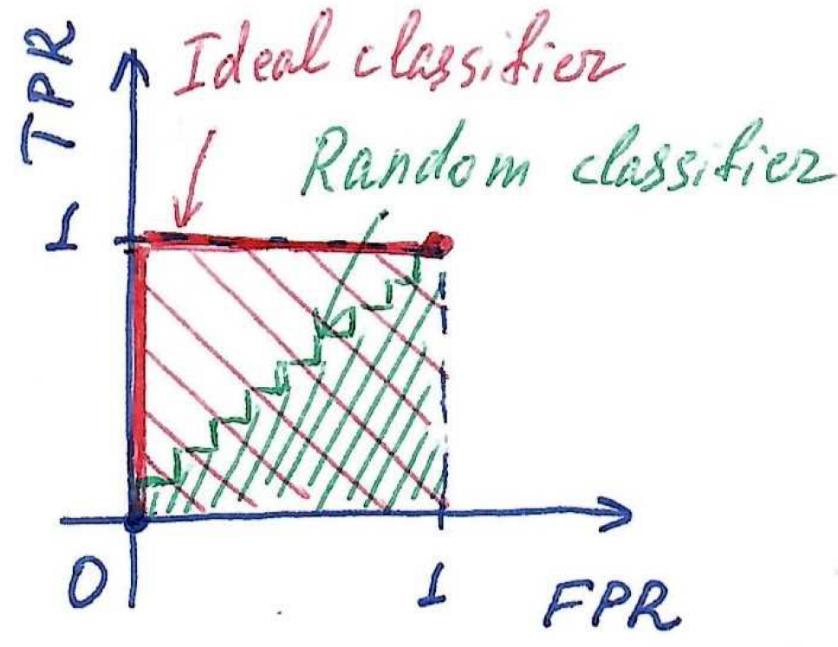 TPR
Ideal classifier
Random classifier
1
0
1
FPR